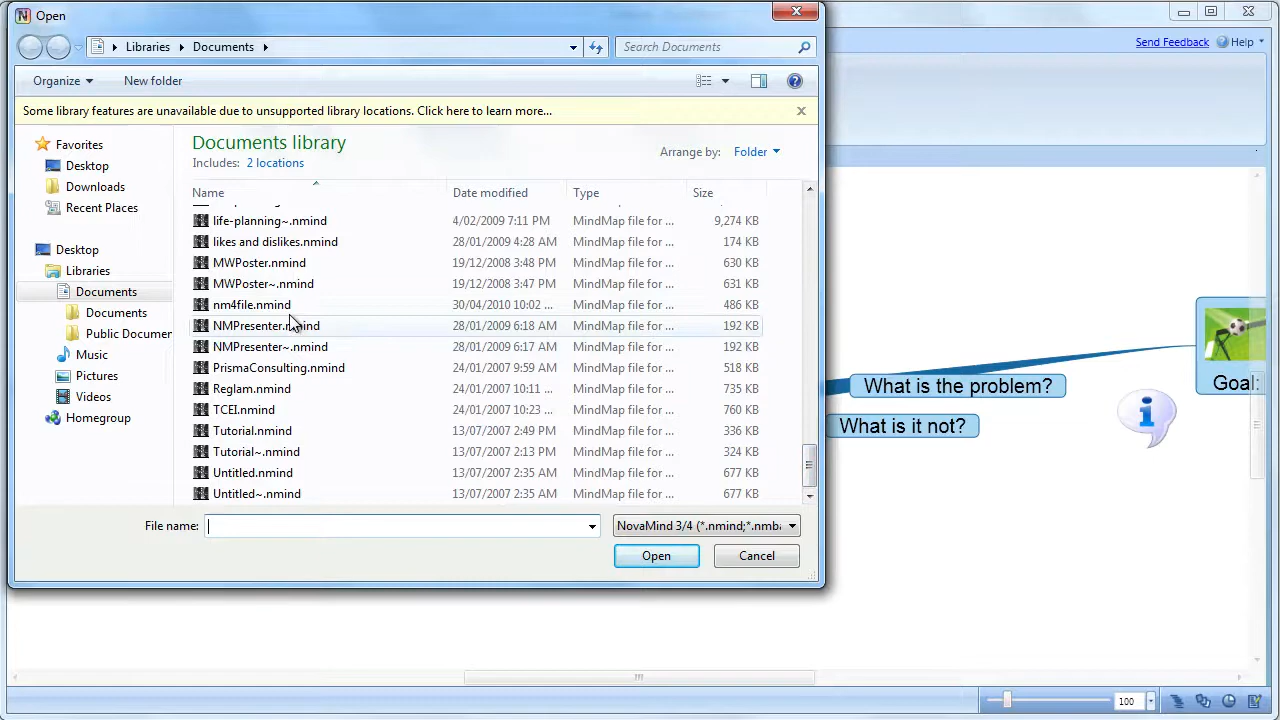 Open
Libraries Documents
Search Documents
Send Feedback Help
Organize New folder
Some library features are unavailable due to unsupported library locations. Click here to learn more...
Favorites
Desktop
Downloads
Recent Places
Desktop
Libraries
Documents
Documents
Public Documen
Music
Pictures
Videos
Homegroup
Documents library
Includes: 2 locations
Arrange by: Folder
Name Date modified Type Size
life-planning~.nmind 4/02/2009 7:11 PM MindMap file for ... 9,274 KB
likes and dislikes.nmind 28/01/2009 4:28 AM MindMap file for ... 174 KB
MWPoster.nmind 19/12/2008 3:48 PM MindMap file for ... 630 KB
MWPoster~.nmind 19/12/2008 3:47 PM MindMap file for ... 631 KB
nm4file.nmind 30/04/2010 10:02 ... MindMap file for ... 486 KB
NMPresenter.nmind 28/01/2009 6:18 AM MindMap file for ... 192 KB
NMPresenter~.nmind 28/01/2009 6:17 AM MindMap file for ... 192 KB
PrismaConsulting.nmind 24/01/2007 9:59 AM MindMap file for ... 518 KB
Reglam.nmind 24/01/2007 10:11 ... MindMap file for ... 735 KB
TCEI.nmind 24/01/2007 10:23 ... MindMap file for ... 760 KB
Tutorial.nmind 13/07/2007 2:49 PM MindMap file for ... 336 KB
Tutorial~.nmind 13/07/2007 2:13 PM MindMap file for ... 324 KB
Untitled.nmind 13/07/2007 2:35 AM MindMap file for ... 677 KB
Untitled~.nmind 13/07/2007 2:35 AM MindMap file for ... 677 KB
File name:
NovaMind 3/4 (*.nmind;*.nmba
Open Cancel
What is the problem?
What is it not?
Goal:
100